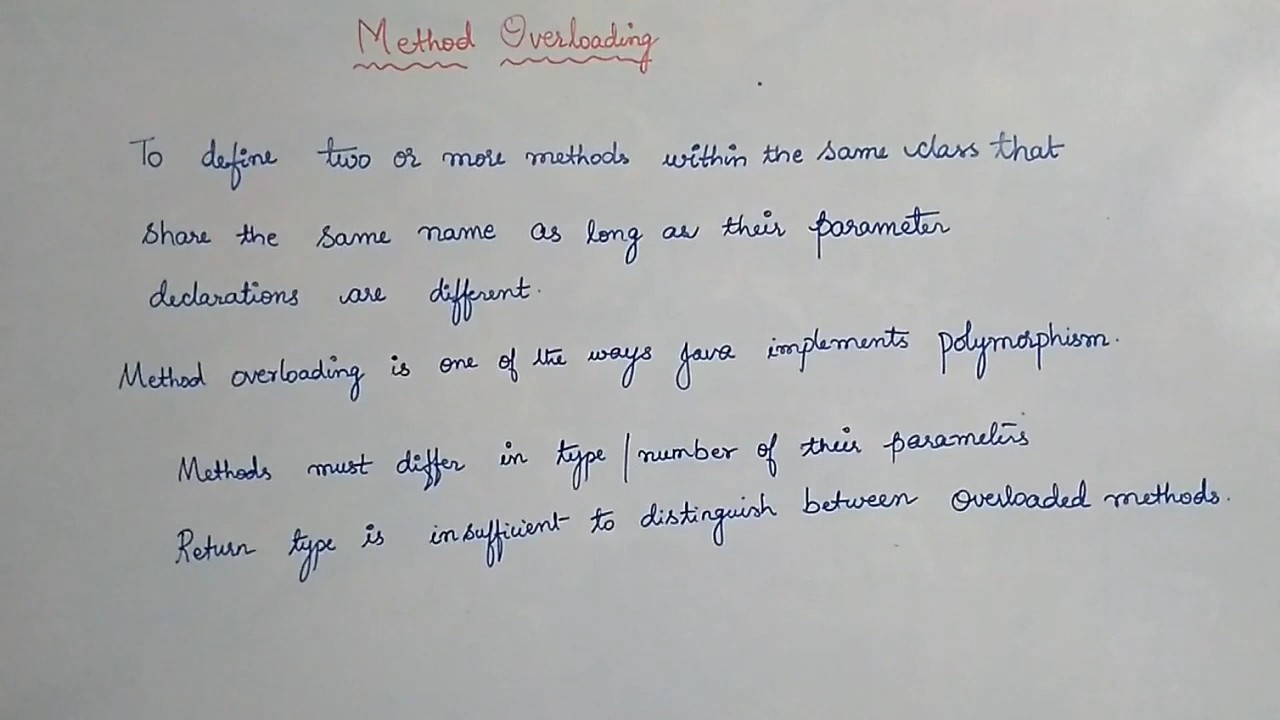 Method Overloading
To define two or more methods within the same class that
share the same name as long as their parameter
declarations are different.
Method overloading is one of the ways Java implements polymorphism.
Methods must differ in type / number of their parameters
Return type is insufficient to distinguish between overloaded methods.